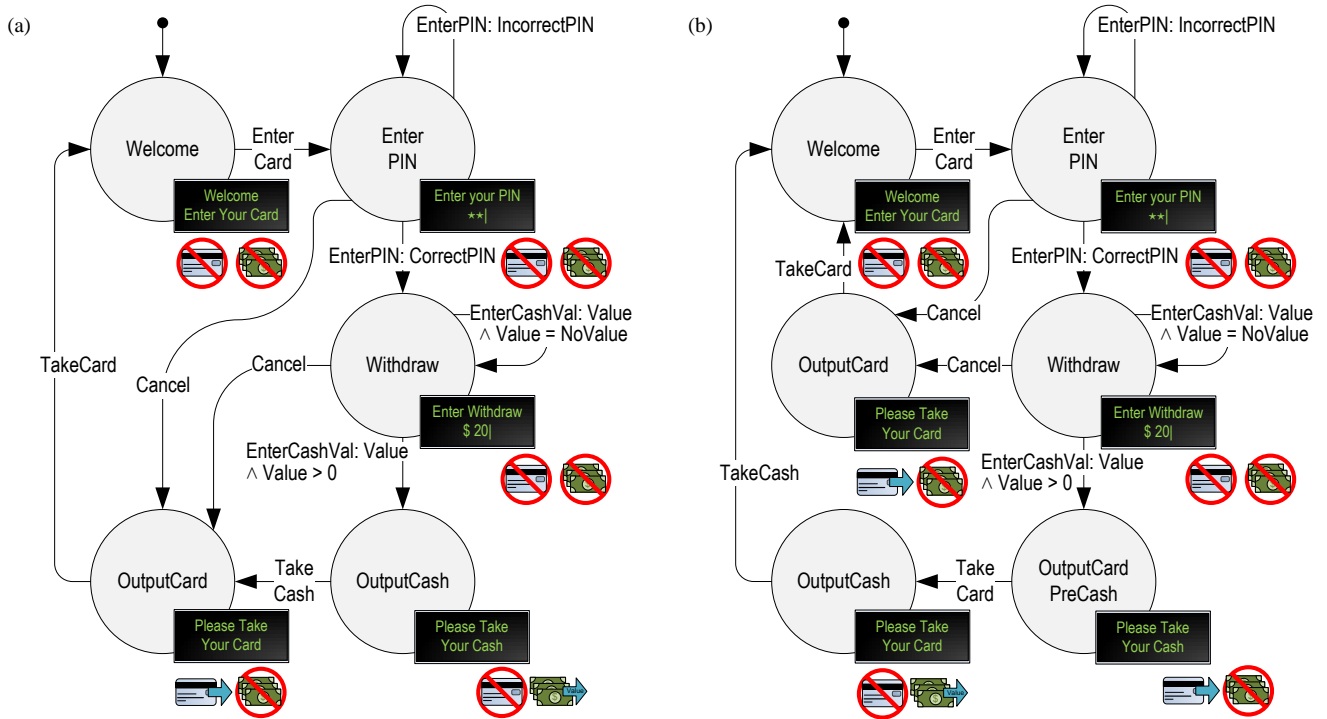 (a)
EnterPIN: IncorrectPIN
Welcome
Enter
Card
Enter
PIN
Welcome
Enter Your Card
Enter your PIN
★★|
EnterPIN: CorrectPIN
EnterCashVal: Value
∧ Value = NoValue
TakeCard
Cancel
Cancel
Withdraw
Enter Withdraw
$ 20|
EnterCashVal: Value
∧ Value > 0
OutputCard
Take
Cash
OutputCash
Please Take
Your Card
Please Take
Your Cash
Value
(b)
EnterPIN: IncorrectPIN
Welcome
Enter
Card
Enter
PIN
Welcome
Enter Your Card
Enter your PIN
★★|
TakeCard
EnterPIN: CorrectPIN
Cancel
EnterCashVal: Value
∧ Value = NoValue
OutputCard
Cancel
Withdraw
Please Take
Your Card
Enter Withdraw
$ 20|
TakeCash
EnterCashVal: Value
∧ Value > 0
OutputCash
Take
Card
OutputCard
PreCash
Please Take
Your Card
Please Take
Your Cash
Value